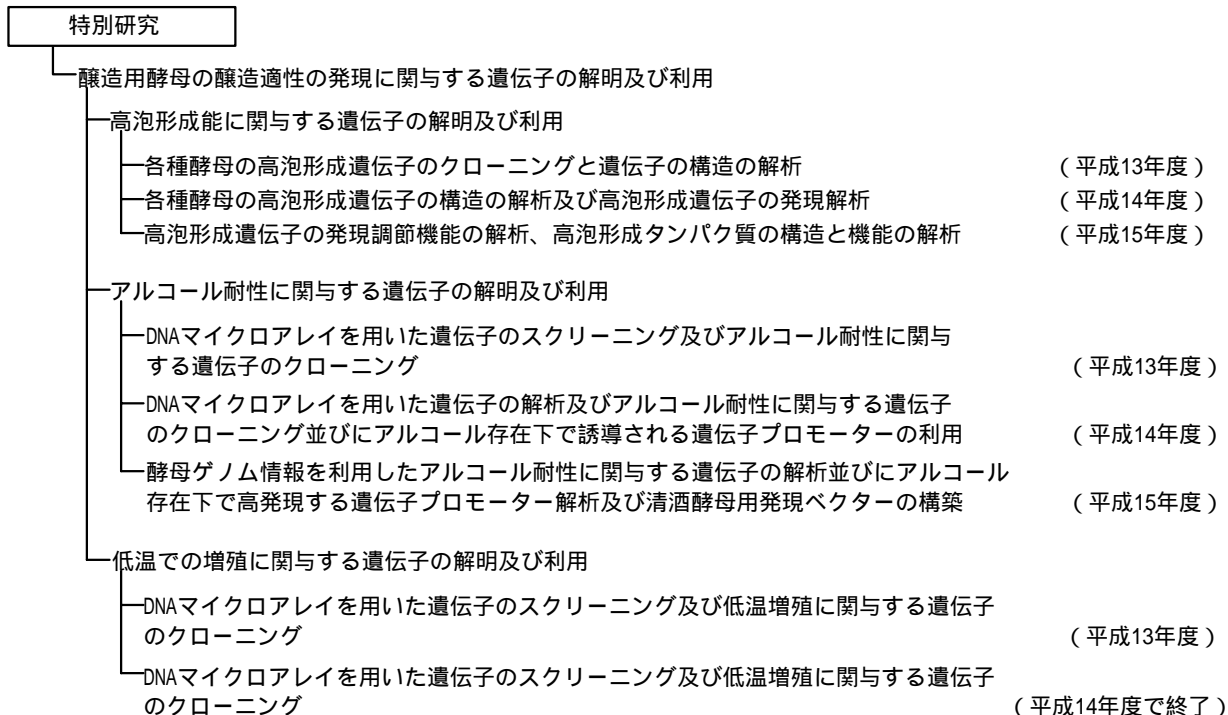 特別研究
醸造用酵母の醸造適性の発現に関与する遺伝子の解明及び利用
高泡形成能に関与する遺伝子の解明及び利用
各種酵母の高泡形成遺伝子のクローニングと遺伝子の構造の解析 (平成13年度)
各種酵母の高泡形成遺伝子の構造の解析及び高泡形成遺伝子の発現解析 (平成14年度)
高泡形成遺伝子の発現調節機能の解析、高泡形成タンパク質の構造と機能の解析 (平成15年度)
アルコール耐性に関与する遺伝子の解明及び利用
DNAマイクロアレイを用いた遺伝子のスクリーニング及びアルコール耐性に関与
する遺伝子のクローニング (平成13年度)
DNAマイクロアレイを用いた遺伝子の解析及びアルコール耐性に関与する遺伝子
のクローニング並びにアルコール存在下で誘導される遺伝子プロモーターの利用 (平成14年度)
酵母ゲノム情報を利用したアルコール耐性に関与する遺伝子の解析並びにアルコール
存在下で高発現する遺伝子プロモーター解析及び清酒酵母用発現ベクターの構築 (平成15年度)
低温での増殖に関与する遺伝子の解明及び利用
DNAマイクロアレイを用いた遺伝子のスクリーニング及び低温増殖に関与する遺伝子
のクローニング (平成13年度)
DNAマイクロアレイを用いた遺伝子のスクリーニング及び低温増殖に関与する遺伝子
のクローニング (平成14年度で終了)